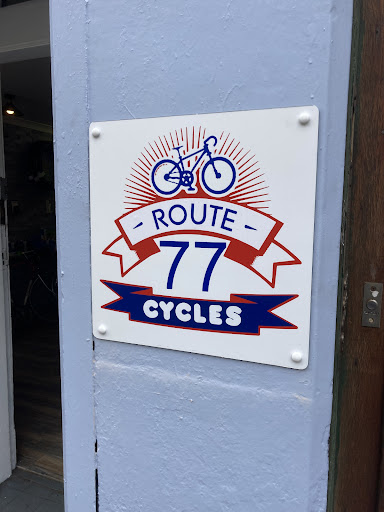 - ROUTE -
77
CYCLES